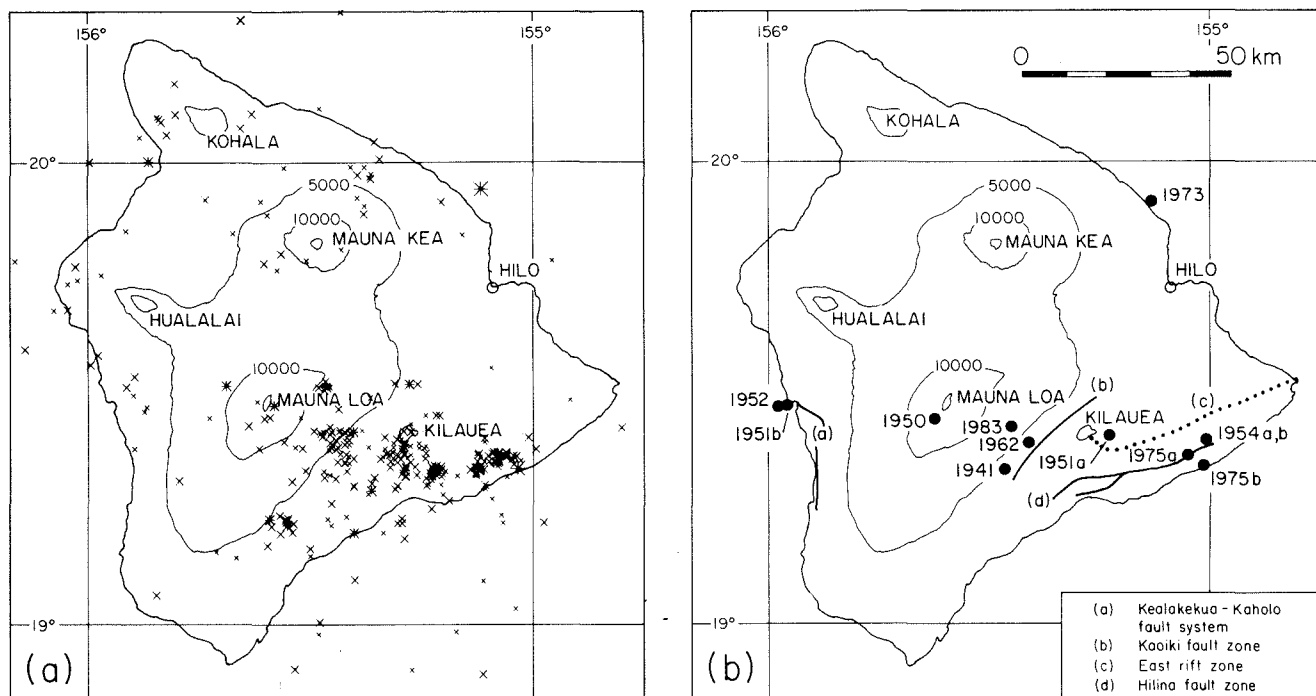 156°
155°
KOHALA
20°
5000
10000
MAUNA KEA
HILO
HUALALAI
10000
MAUNA LOA
KILAUEA
19°
(a)
156°
155°
0 50 km
KOHALA
20°
1973
5000
10000
MAUNA KEA
HILO
HUALALAI
10000
MAUNA LOA
(b)
(c)
KILAUEA
1952
1951b
(a)
1950
1983
1962
1941
1951a
1975a
1954a,b
1975b
(d)
19°
(b)
(a) Kealakekua - Kaholo
fault system
(b) Kaoiki fault zone
(c) East rift zone
(d) Hilina fault zone